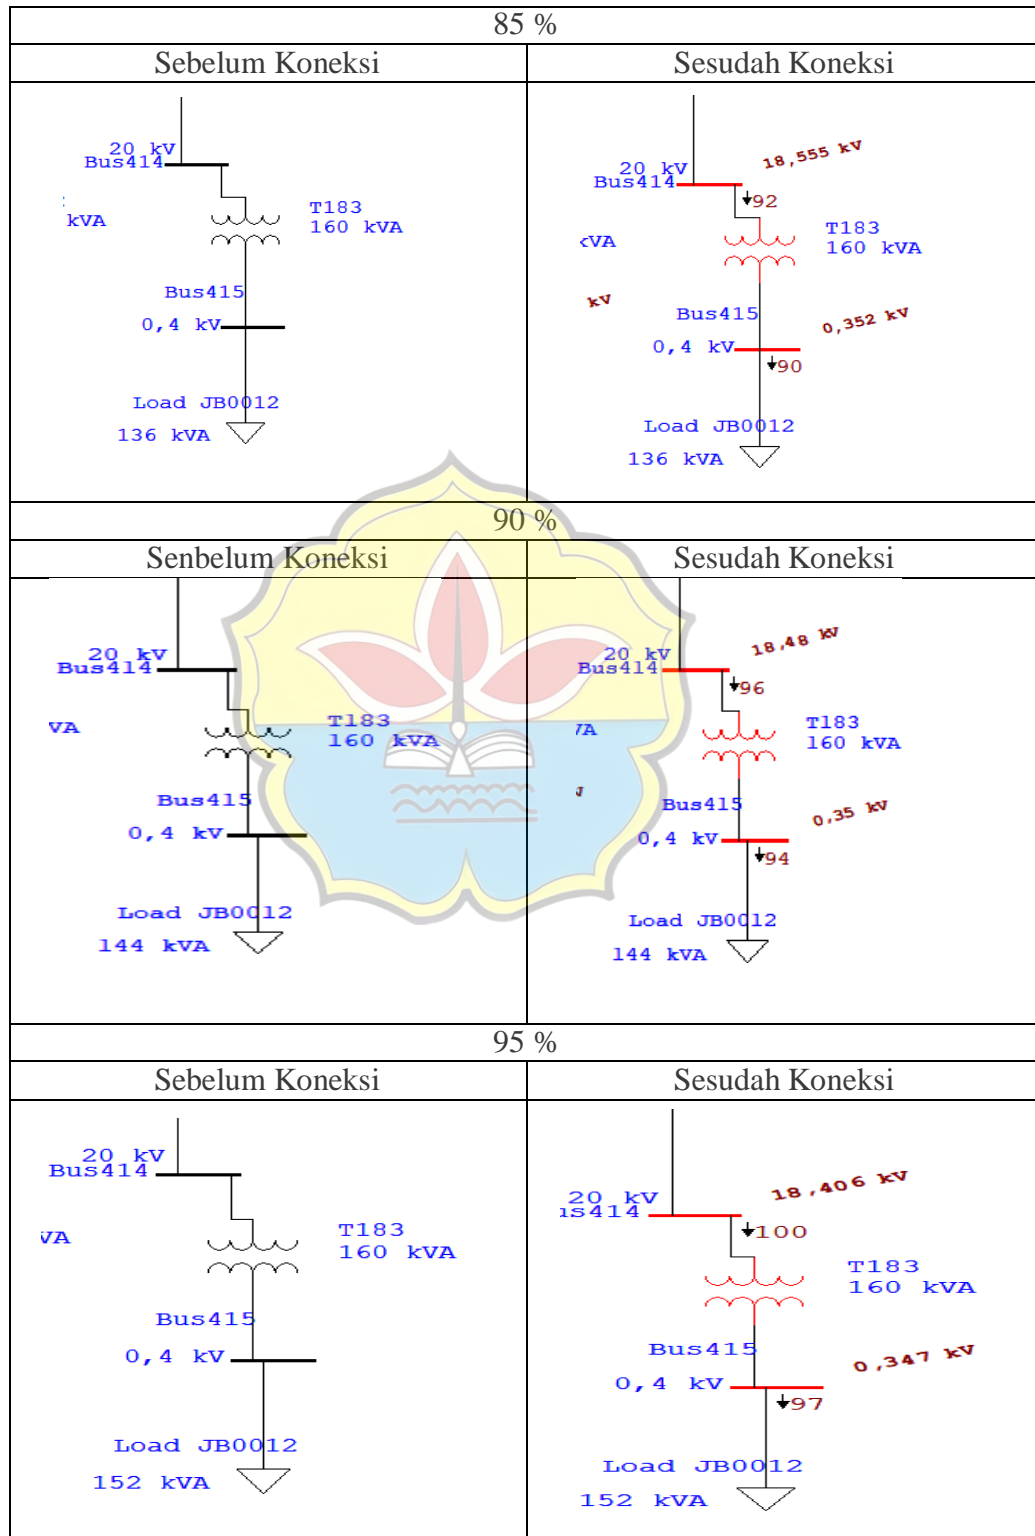 85 %
Sebelum Koneksi
Sesudah Koneksi
20 kV
Bus414
kVA
T183
160 kVA
Bus415
0,4 kV
Load JB0012
136 kVA
20 kV
Bus414
18,555 kV
92
kVA
T183
160 kVA
kV
Bus415
0,4 kV
0,352 kV
90
Load JB0012
136 kVA
90 %
Senbelum Koneksi
Sesudah Koneksi
20 kV
Bus414
VA
T183
160 kVA
Bus415
0,4 kV
Load JB0012
144 kVA
20 kV
Bus414
18,48 kV
96
VA
T183
160 kVA
Bus415
0,4 kV
0,35 kV
94
Load JB0012
144 kVA
95 %
Sebelum Koneksi
Sesudah Koneksi
20 kV
Bus414
VA
T183
160 kVA
Bus415
0,4 kV
Load JB0012
152 kVA
20 kV
us414
18,406 kV
100
T183
160 kVA
Bus415
0,4 kV
0,347 kV
97
Load JB0012
152 kVA